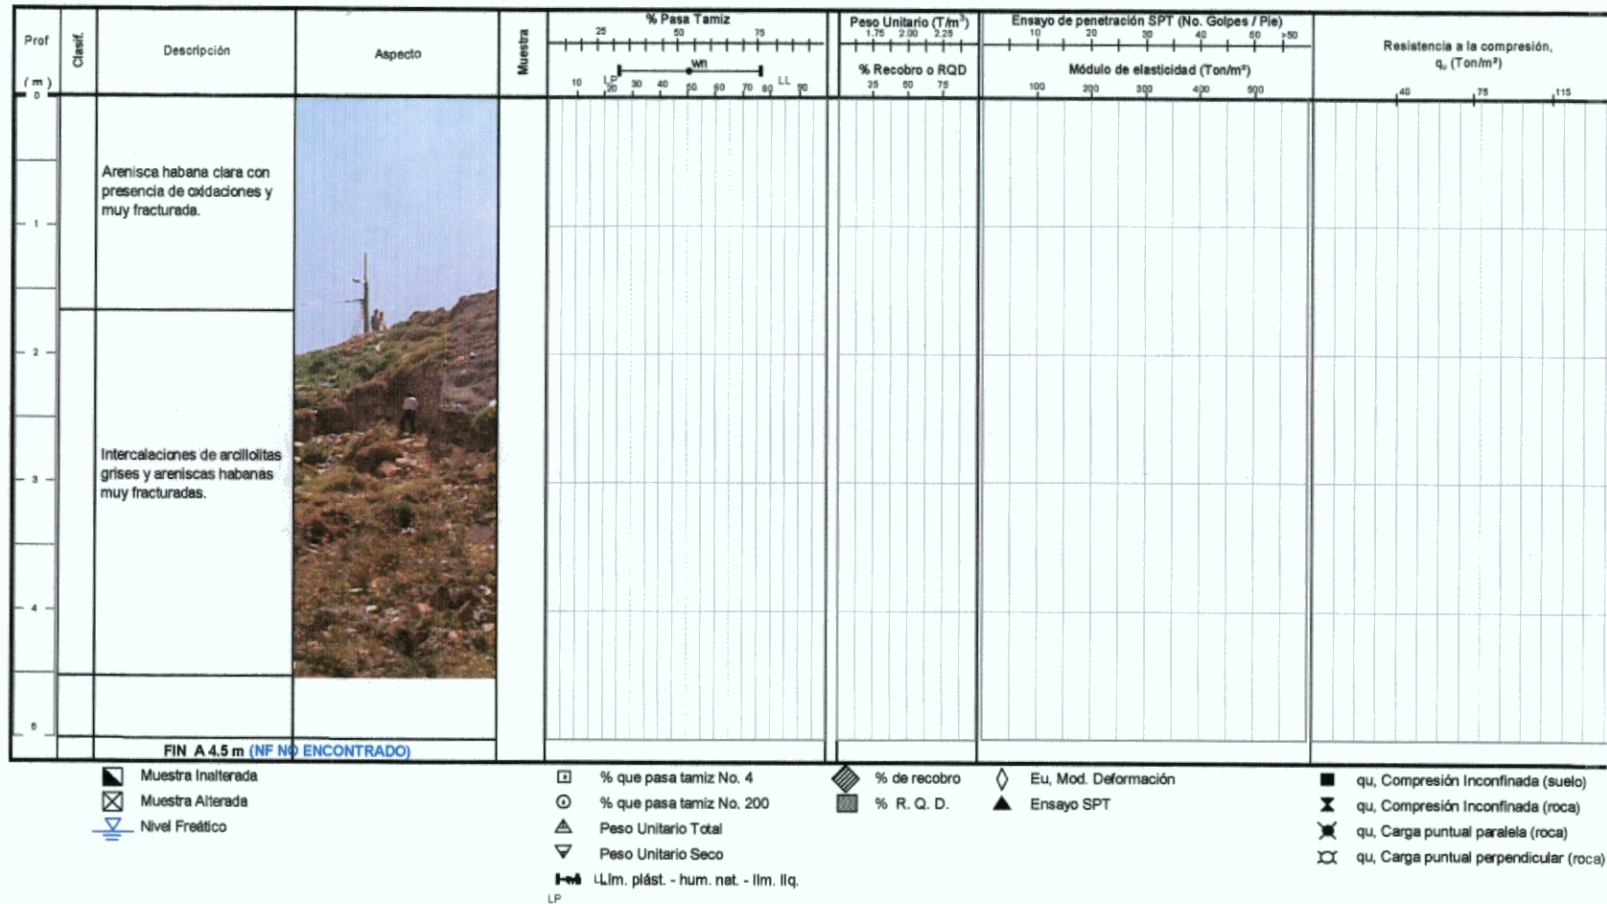 Prof
( m )
Clasif.
Descripción
Aspecto
Muestra
% Pasa Tamiz
25 50 75
wn
LP LL
10 20 30 40 50 60 70 80 90
Peso Unitario (T/m³)
1.75 2.00 2.25
% Recobro o RQD
25 50 75
Ensayo de penetración SPT (No. Golpes / Pie)
10 20 30 40 50 >50
Módulo de elasticidad (Ton/m²)
100 200 300 400 500
Resistencia a la compresión,
qᵤ (Ton/m²)
40 75 115
0
Arenisca habana clara con
presencia de oxidaciones y
muy fracturada.
1
2
Intercalaciones de arcillolitas
grises y areniscas habanas
muy fracturadas.
3
4
5
FIN A 4.5 m (NF NO ENCONTRADO)
Muestra Inalterada
Muestra Alterada
Nivel Freático
% que pasa tamiz No. 4
% que pasa tamiz No. 200
Peso Unitario Total
Peso Unitario Seco
LLím. plást. - hum. nat. - lím. líq.
LP
% de recobro
% R. Q. D.
Eu, Mod. Deformación
Ensayo SPT
qu, Compresión Inconfinada (suelo)
qu, Compresión Inconfinada (roca)
qu, Carga puntual paralela (roca)
qu, Carga puntual perpendicular (roca)